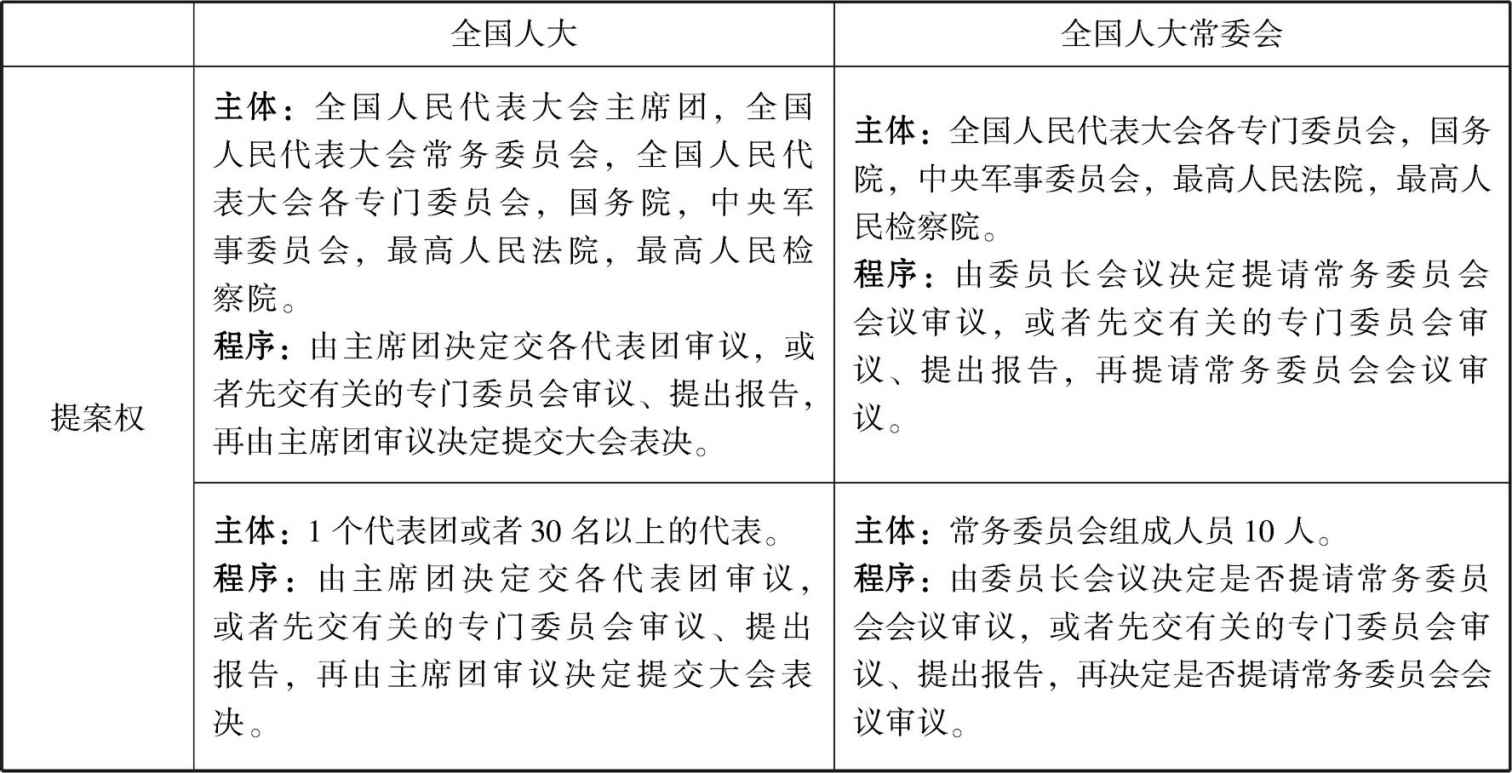 全国人大
全国人大常委会
提案权
主体：全国人民代表大会主席团，全国
人民代表大会常务委员会，全国人民代
表大会各专门委员会，国务院，中央军
事委员会，最高人民法院，最高人民检
察院。
程序：由主席团决定交各代表团审议，或
者先交有关的专门委员会审议、提出报告，
再由主席团审议决定提交大会表决。
主体：全国人民代表大会各专门委员会，国务
院，中央军事委员会，最高人民法院，最高人
民检察院。
程序：由委员长会议决定提请常务委员会
会议审议，或者先交有关的专门委员会审
议、提出报告，再提请常务委员会会议审
议。
主体：1个代表团或者30名以上的代表。
程序：由主席团决定交各代表团审议，
或者先交有关的专门委员会审议、提出
报告，再由主席团审议决定提交大会表
决。
主体：常务委员会组成人员10人。
程序：由委员长会议决定是否提请常务委员
会会议审议，或者先交有关的专门委员会审
议、提出报告，再决定是否提请常务委员会会
议审议。